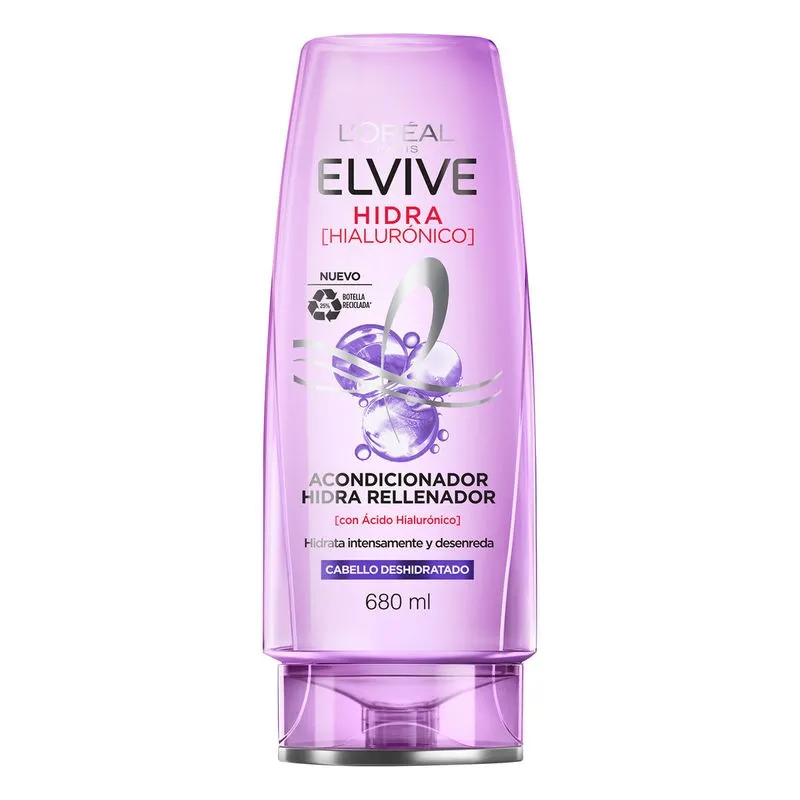 L'ORÉAL
PARIS
ELVIVE
HIDRA
[HIALURÓNICO]
NUEVO
25%
BOTELLA
RECICLADA*
ACONDICIONADOR
HIDRA RELLENADOR
[con Ácido Hialurónico]
Hidrata intensamente y desenreda
CABELLO DESHIDRATADO
680 ml